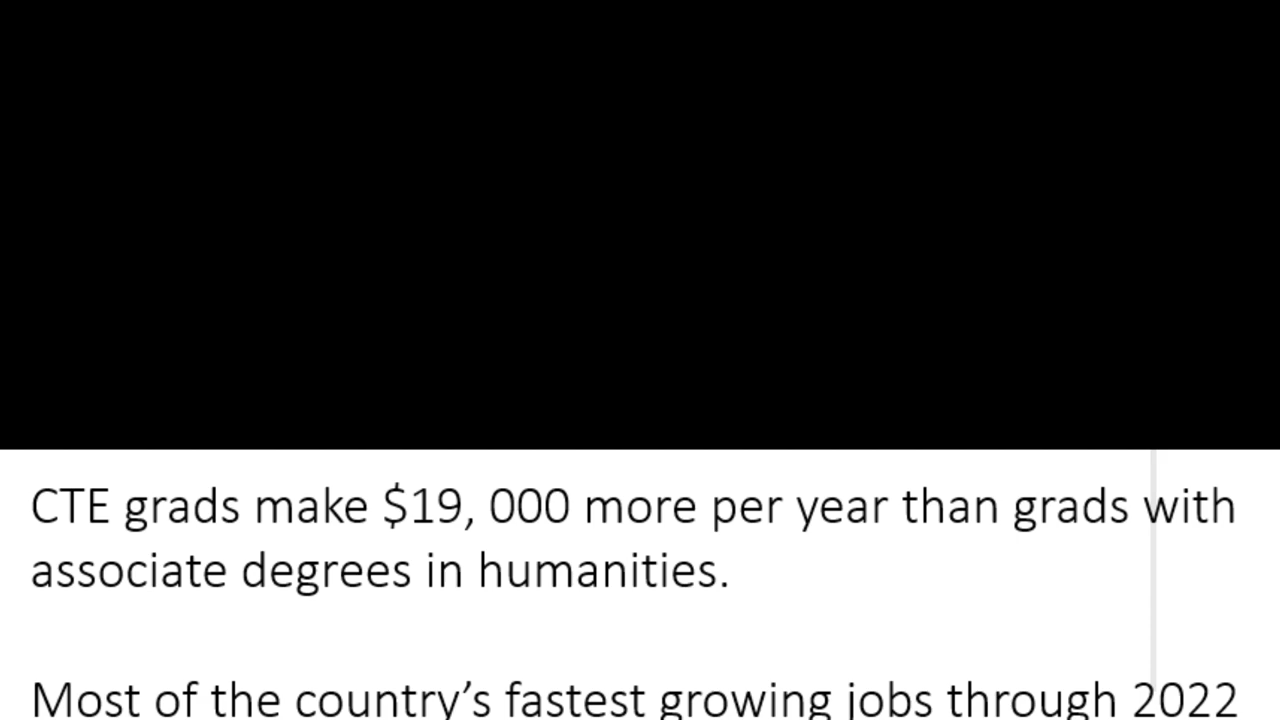 CTE grads make $19, 000 more per year than grads with
associate degrees in humanities.
Most of the country’s fastest growing jobs through 2022